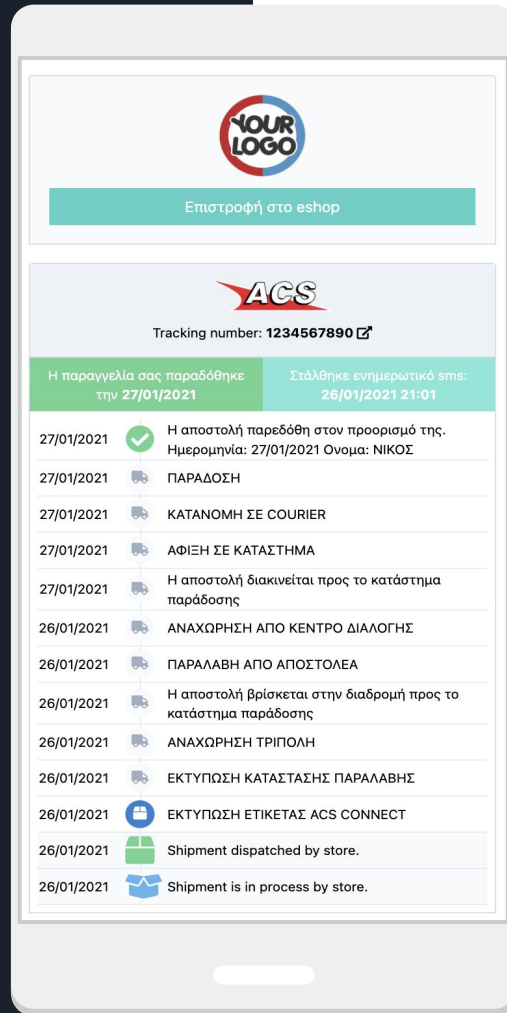 YOUR
LOGO
Επιστροφή στο eshop
ACS
Tracking number: 1234567890
Η παραγγελία σας παραδόθηκε
την 27/01/2021
Στάλθηκε ενημερωτικό sms:
26/01/2021 21:01
27/01/2021 Η αποστολή παρεδόθη στον προορισμό της.
Ημερομηνία: 27/01/2021 Ονομα: ΝΙΚΟΣ
27/01/2021 ΠΑΡΑΔΟΣΗ
27/01/2021 ΚΑΤΑΝΟΜΗ ΣΕ COURIER
27/01/2021 ΑΦΙΞΗ ΣΕ ΚΑΤΑΣΤΗΜΑ
27/01/2021 Η αποστολή διακινείται προς το κατάστημα
παράδοσης
26/01/2021 ΑΝΑΧΩΡΗΣΗ ΑΠΟ ΚΕΝΤΡΟ ΔΙΑΛΟΓΗΣ
26/01/2021 ΠΑΡΑΛΑΒΗ ΑΠΟ ΑΠΟΣΤΟΛΕΑ
26/01/2021 Η αποστολή βρίσκεται στην διαδρομή προς το
κατάστημα παράδοσης
26/01/2021 ΑΝΑΧΩΡΗΣΗ ΤΡΙΠΟΛΗ
26/01/2021 ΕΚΤΥΠΩΣΗ ΚΑΤΑΣΤΑΣΗΣ ΠΑΡΑΛΑΒΗΣ
26/01/2021 ΕΚΤΥΠΩΣΗ ΕΤΙΚΕΤΑΣ ACS CONNECT
26/01/2021 Shipment dispatched by store.
26/01/2021 Shipment is in process by store.